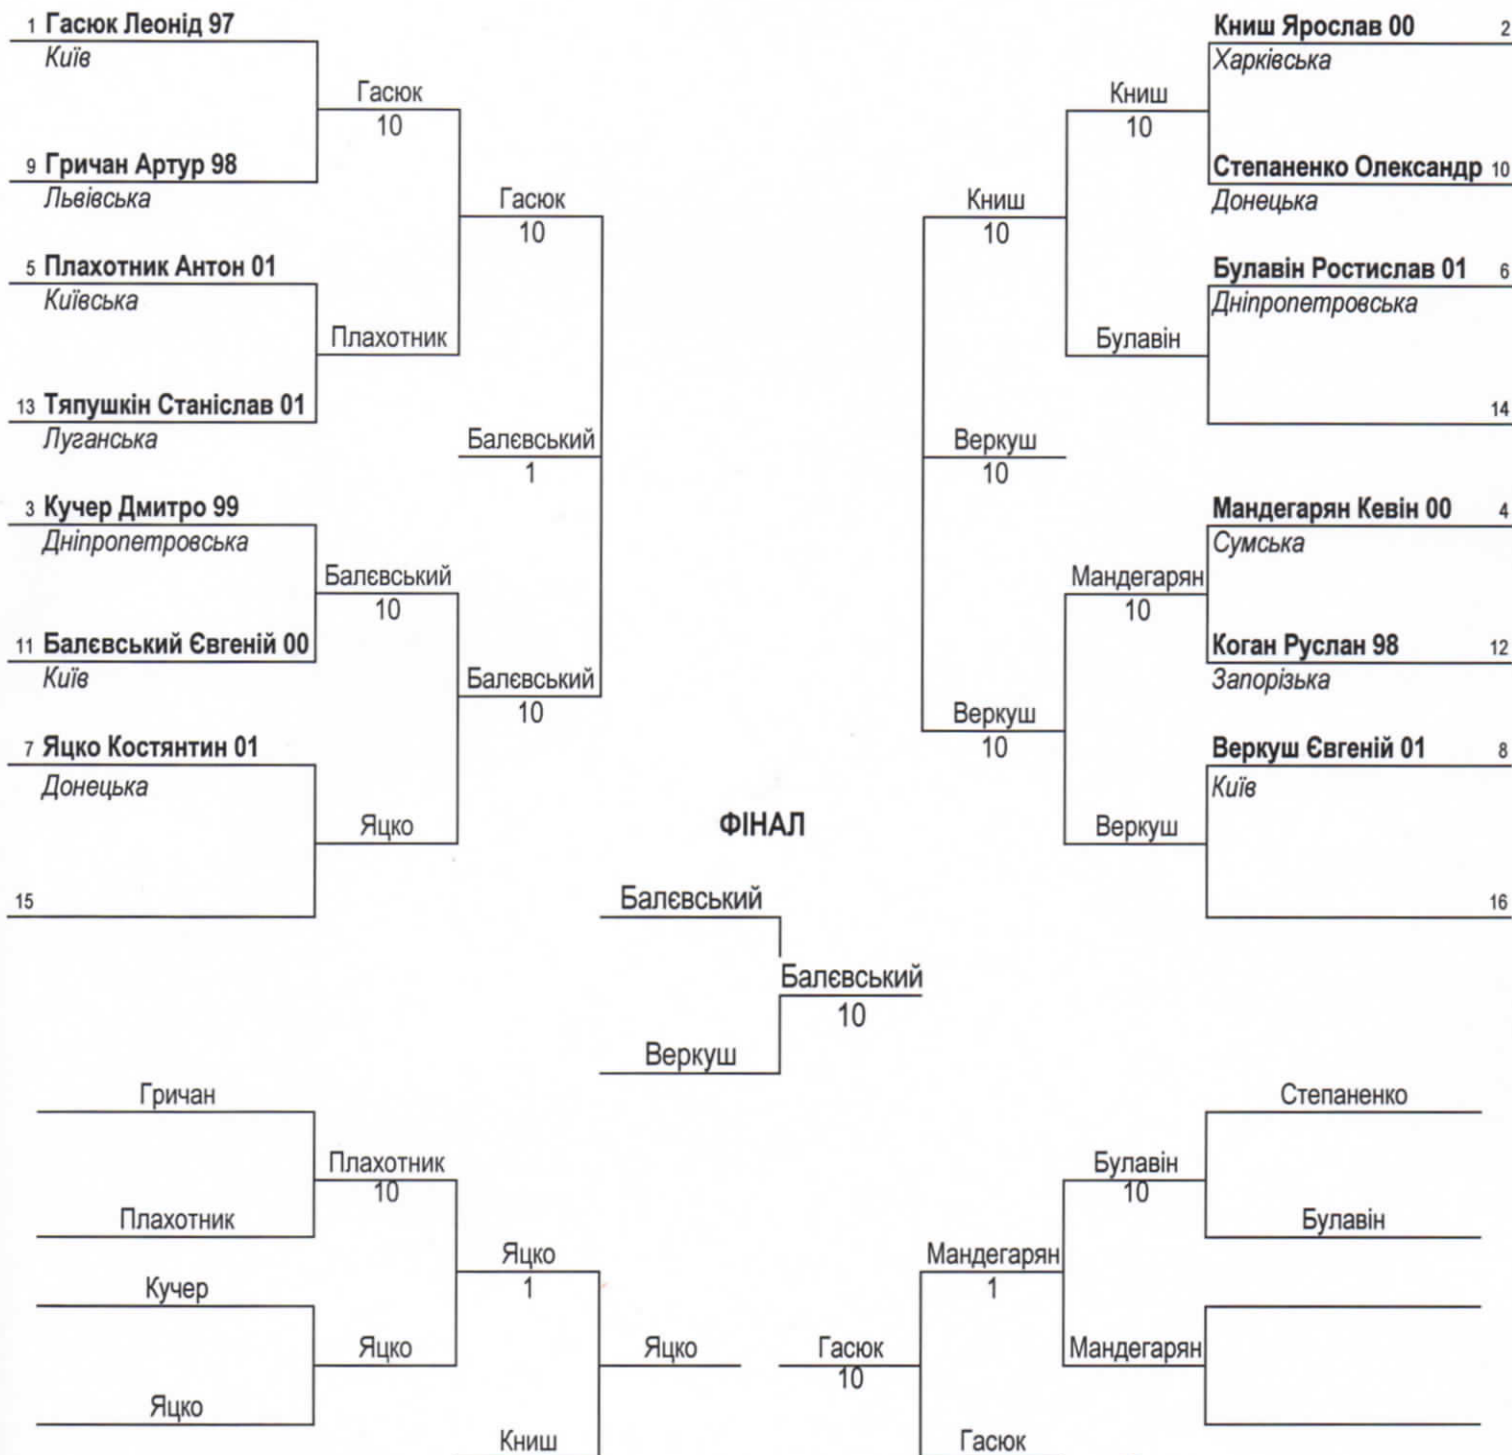 1 Гасюк Леонід 97
Київ
Гасюк
10
9 Гричан Артур 98
Львівська
Гасюк
10
5 Плахотник Антон 01
Київська
Плахотник
13 Тяпушкін Станіслав 01
Луганська
Балєвський
1
3 Кучер Дмитро 99
Дніпропетровська
Балєвський
10
11 Балєвський Євгеній 00
Київ
Балєвський
10
7 Яцко Костянтин 01
Донецька
Яцко
15
Книш Ярослав 00 2
Харківська
Книш
10
Степаненко Олександр 10
Донецька
Книш
10
Булавін Ростислав 01 6
Дніпропетровська
Булавін
14
Веркуш
10
Мандегарян Кевін 00 4
Сумська
Мандегарян
10
Коган Руслан 98 12
Запорізька
Веркуш
10
Веркуш Євгеній 01 8
Київ
Веркуш
16
ФІНАЛ
Балєвський
Балєвський
10
Веркуш
Гричан
Плахотник
10
Плахотник
Яцко
1
Кучер
Яцко
Яцко
Яцко
Книш
Степаненко
Булавін
10
Булавін
Мандегарян
1
Гасюк
10
Мандегарян
Гасюк